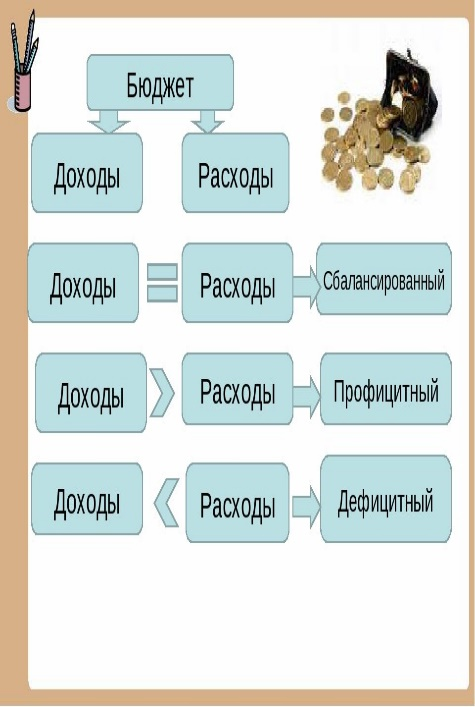 Бюджет
Доходы Расходы
Доходы = Расходы Сбалансированный
Доходы > Расходы Профицитный
Доходы < Расходы Дефицитный